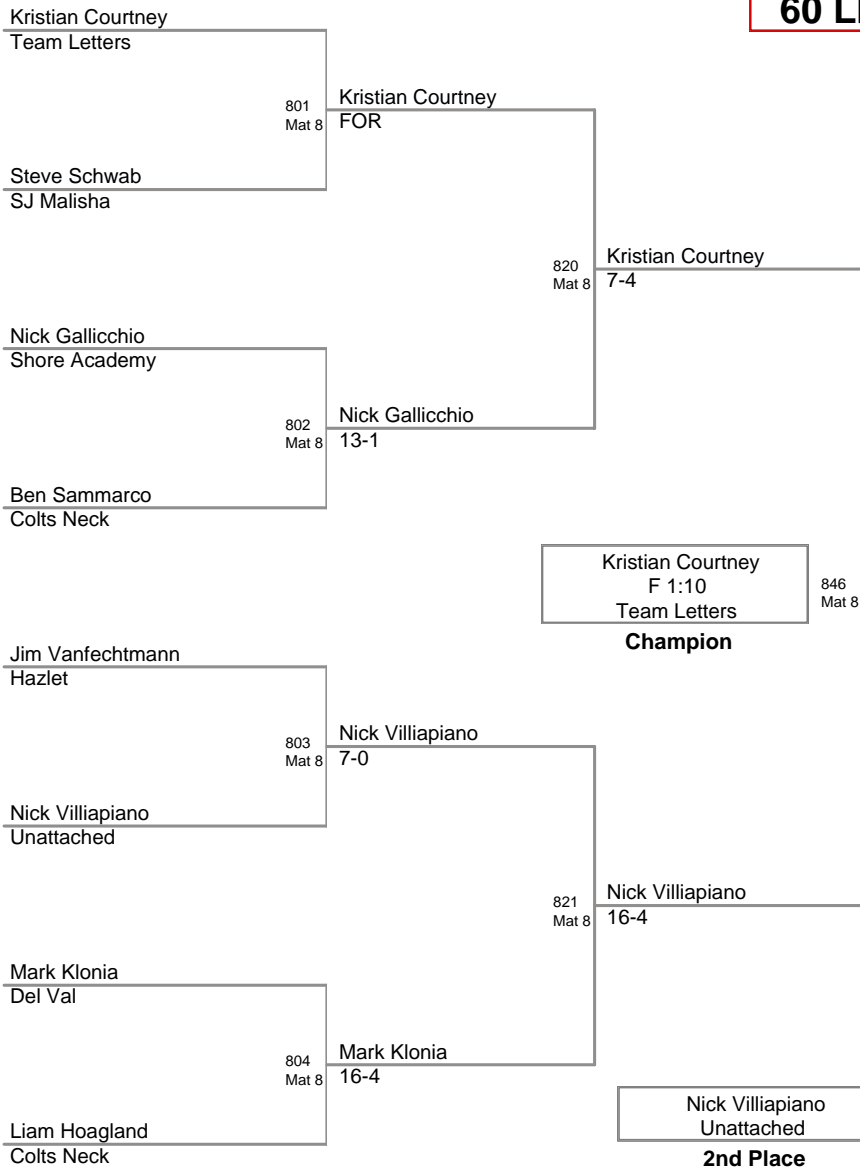 60 L
Kristian Courtney
Team Letters
801
Mat 8
Kristian Courtney
FOR
Steve Schwab
SJ Malisha
820
Mat 8
Kristian Courtney
7-4
Nick Gallicchio
Shore Academy
802
Mat 8
Nick Gallicchio
13-1
Ben Sammarco
Colts Neck
Kristian Courtney
F 1:10
Team Letters
846
Mat 8
Champion
Jim Vanfechtmann
Hazlet
803
Mat 8
Nick Villiapiano
7-0
Nick Villiapiano
Unattached
821
Mat 8
Nick Villiapiano
16-4
Mark Klonia
Del Val
804
Mat 8
Mark Klonia
16-4
Liam Hoagland
Colts Neck
Nick Villiapiano
Unattached
2nd Place